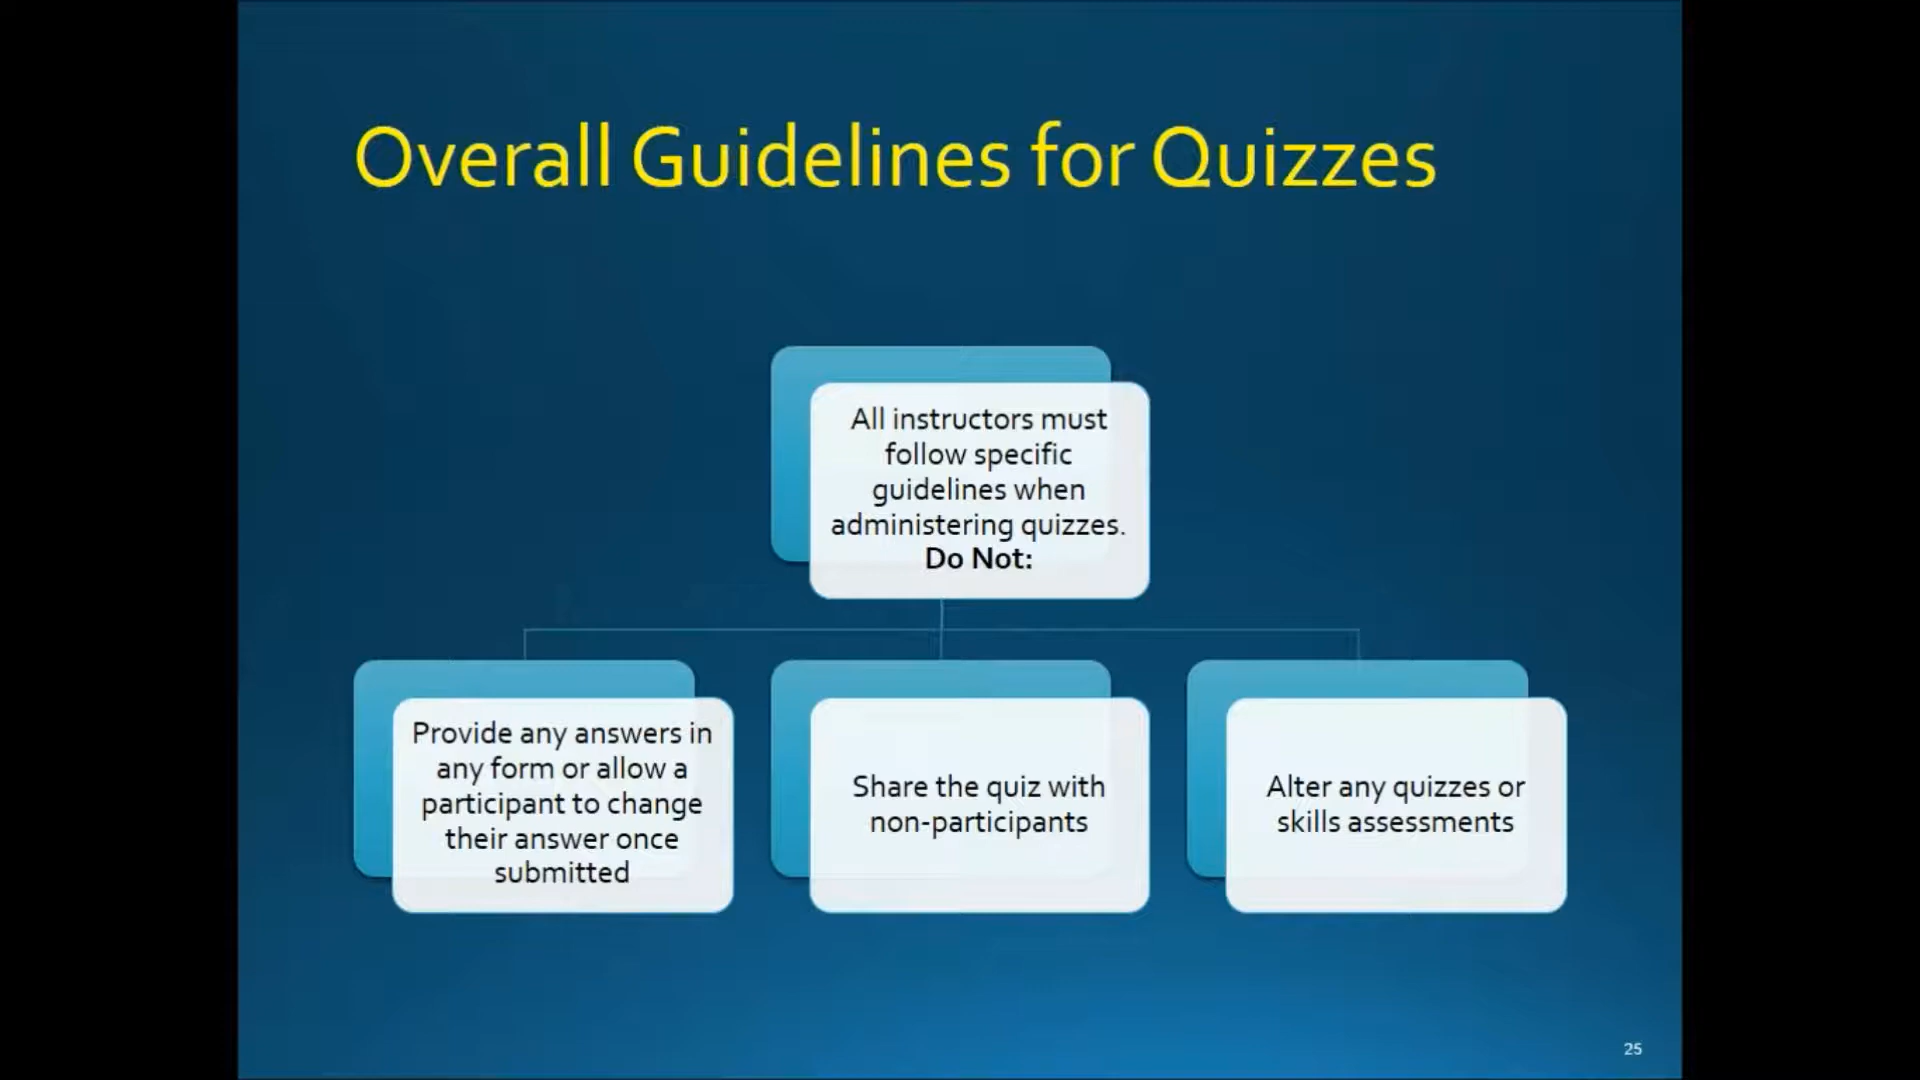 Overall Guidelines for Quizzes
All instructors must
follow specific
guidelines when
administering quizzes.
Do Not:
Provide any answers in
any form or allow a
participant to change
their answer once
submitted
Share the quiz with
non-participants
Alter any quizzes or
skills assessments
25